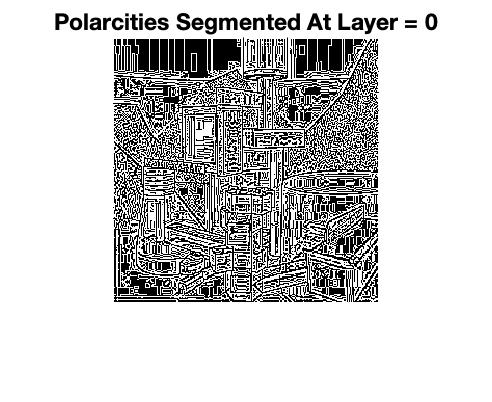 Polarcities Segmented At Layer = 0